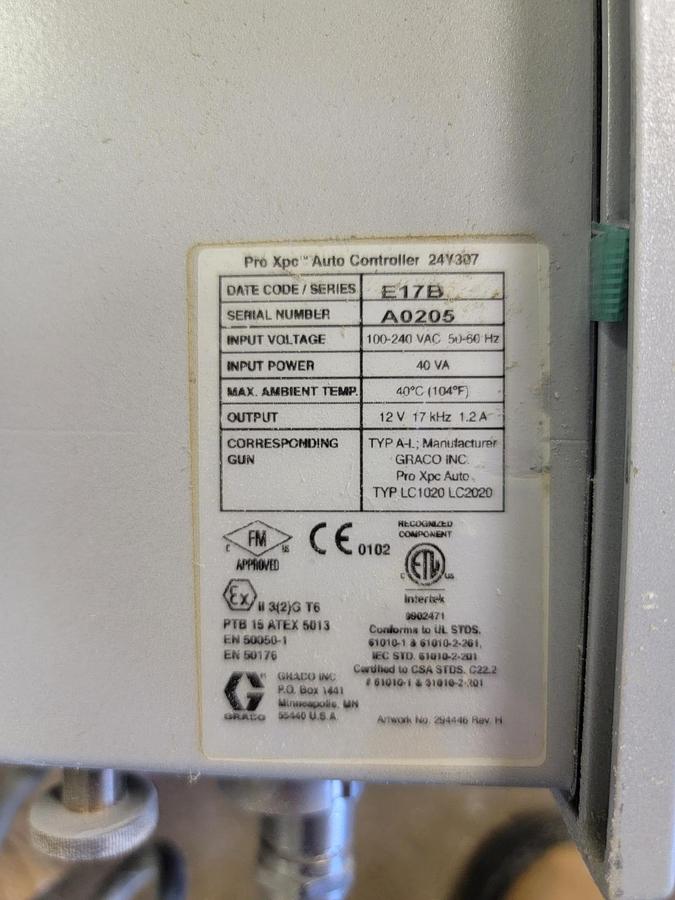 Pro Xpc™ Auto Controller 24Y307
DATE CODE / SERIES E17B
SERIAL NUMBER A0205
INPUT VOLTAGE 100-240 VAC 50-60 Hz
INPUT POWER 40 VA
MAX. AMBIENT TEMP. 40°C (104°F)
OUTPUT 12 V 17 kHz 1.2 A
CORRESPONDING GUN
TYP A-L; Manufacturer
GRACO INC.
Pro Xpc Auto
TYP LC1020 LC2020
C FM US
APPROVED
CE 0102
RECOGNIZED
COMPONENT
c ETL us
Intertek
9902471
Conforms to UL STDS.
61010-1 & 61010-2-201,
IEC STD. 61010-2-201
Certified to CSA STDS. C22.2
# 61010-1 & 61010-2-201
Ex II 3(2)G T6
PTB 15 ATEX 5013
EN 50050-1
EN 50176
GRACO
GRACO INC
P.O. Box 1441
Minneapolis, MN
55440 U.S.A.
Artwork No. 294446 Rev. H